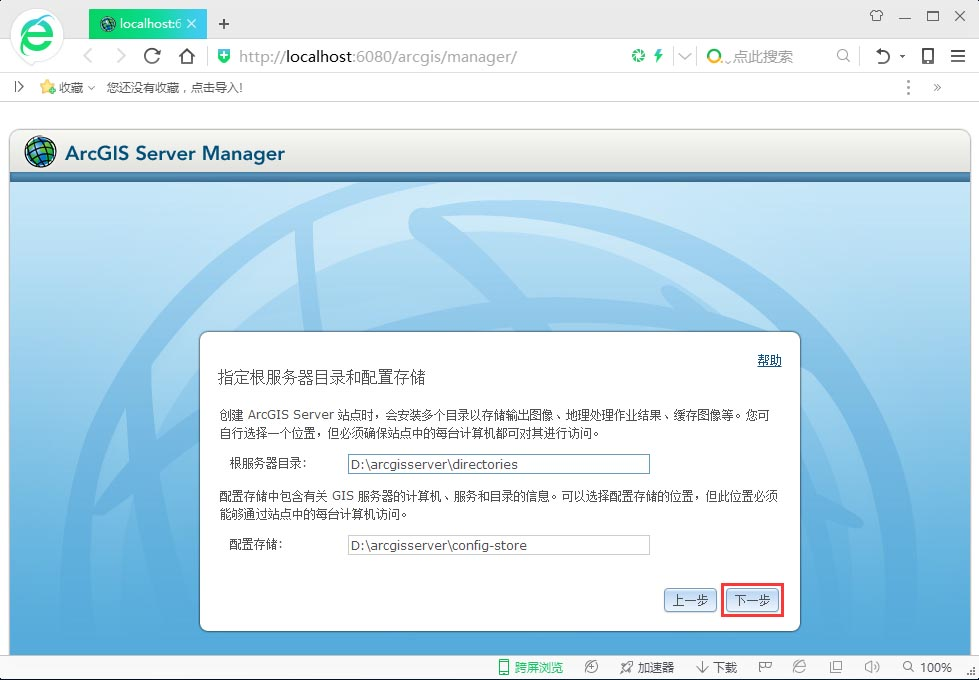 localhost:6
http://localhost:6080/arcgis/manager/
点此搜索
收藏
您还没有收藏，点击导入!
ArcGIS Server Manager
帮助
指定根服务器目录和配置存储
创建 ArcGIS Server 站点时，会安装多个目录以存储输出图像、地理处理作业结果、缓存图像等。您可
自行选择一个位置，但必须确保站点中的每台计算机都可对其进行访问。
根服务器目录:
D:\arcgisserver\directories
配置存储中包含有关 GIS 服务器的计算机、服务和目录的信息。可以选择配置存储的位置，但此位置必须
能够通过站点中的每台计算机访问。
配置存储:
D:\arcgisserver\config-store
上一步
下一步
跨屏浏览
加速器
下载
100%